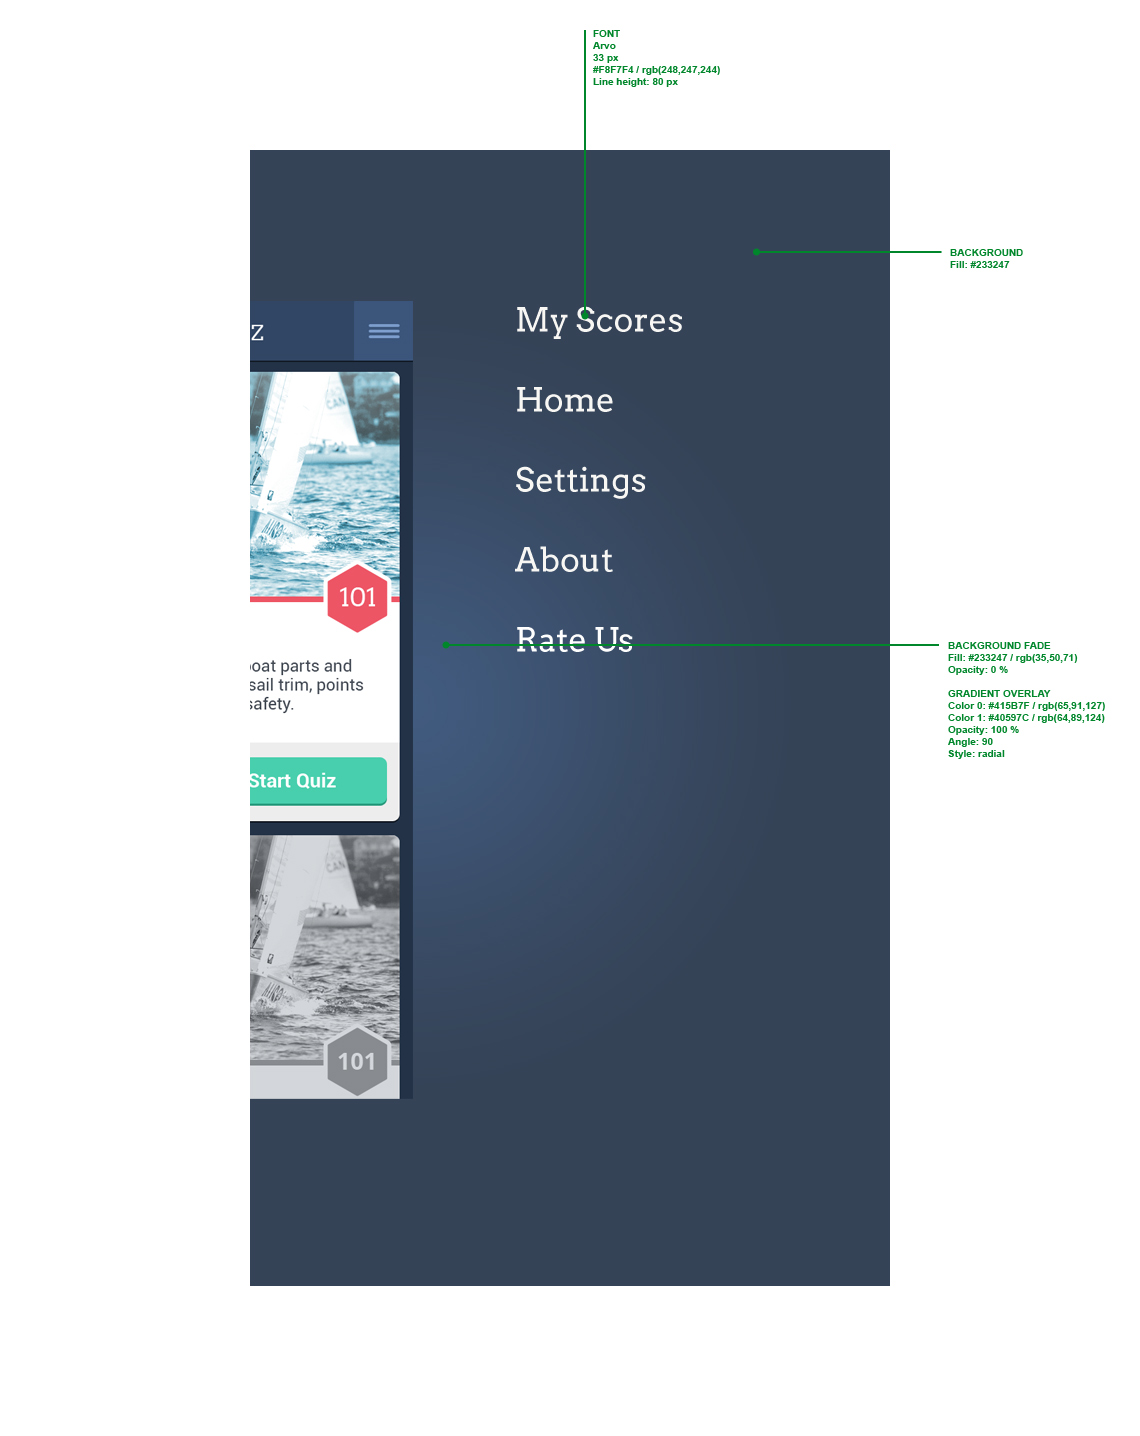 FONT
Arvo
33 px
#F8F7F4 / rgb(248,247,244)
Line height: 80 px
BACKGROUND
Fill: #233247
My Scores
Home
Settings
About
Rate Us
Z
CAN
101
oat parts and
sail trim, points
safety.
Start Quiz
CAN
101
BACKGROUND FADE
Fill: #233247 / rgb(35,50,71)
Opacity: 0 %
GRADIENT OVERLAY
Color 0: #415B7F / rgb(65,91,127)
Color 1: #40597C / rgb(64,89,124)
Opacity: 100 %
Angle: 90
Style: radial